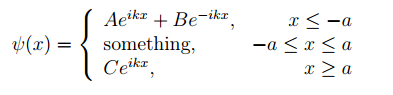 ψ(x) = { Ae^{ikx} + Be^{-ikx}, x ≤ −a
something, −a ≤ x ≤ a
Ce^{ikx}, x ≥ a